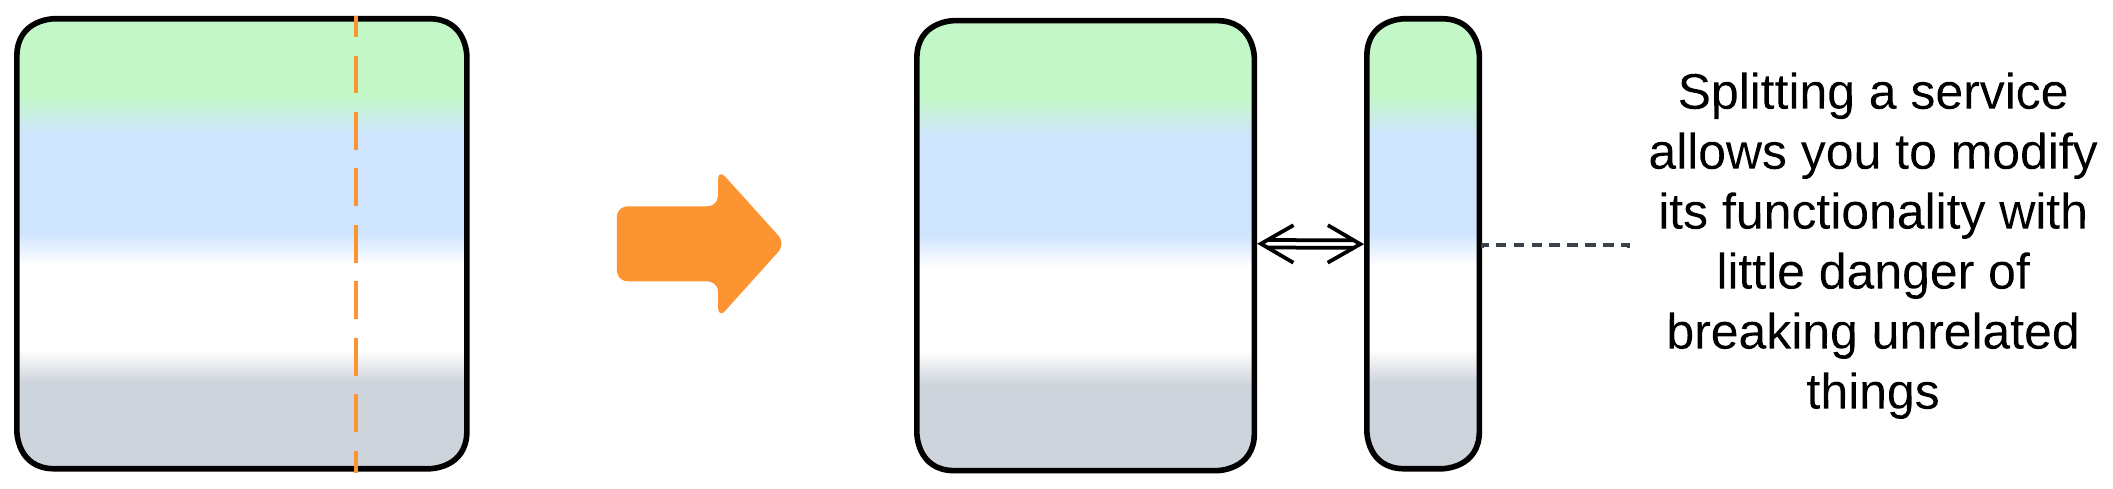 Splitting a service
allows you to modify
its functionality with
little danger of
breaking unrelated
things